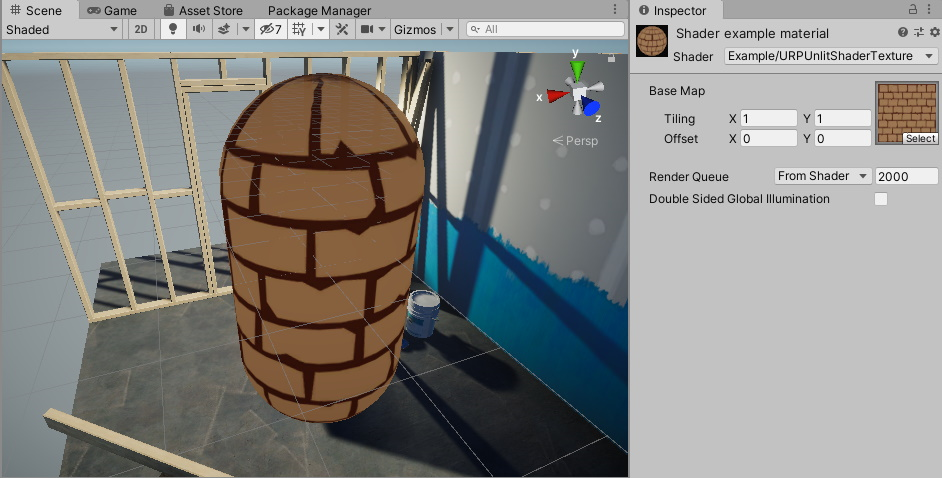 Scene Game Asset Store Package Manager
Shaded 2D 7 Gizmos All
y
x
z
Persp
Inspector
Shader example material
Shader Example/URPUnlitShaderTexture
Base Map
Tiling X 1 Y 1
Offset X 0 Y 0
Select
Render Queue From Shader 2000
Double Sided Global Illumination